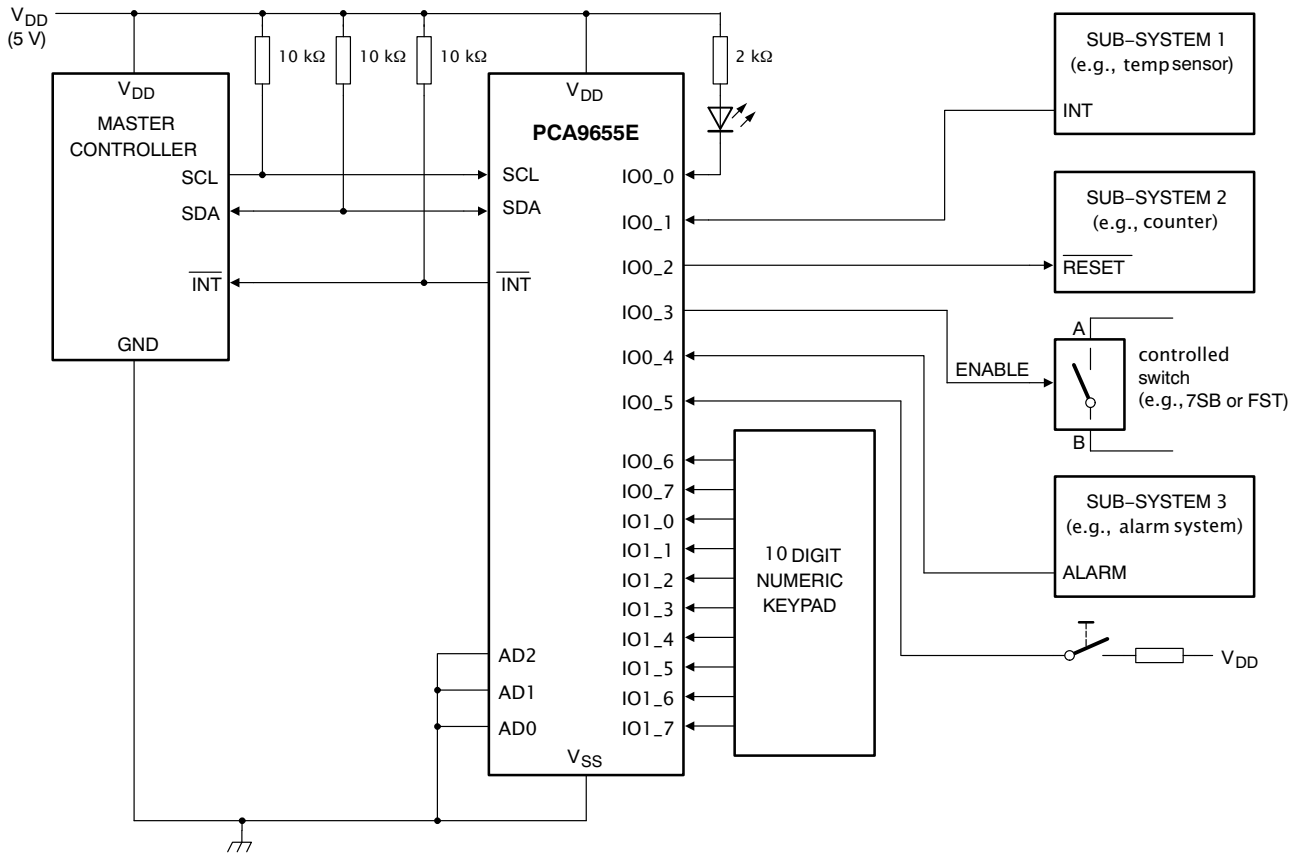 VDD
(5 V)
10 kΩ
10 kΩ
10 kΩ
2 kΩ
VDD
MASTER
CONTROLLER
SCL
SDA
INT
GND
VDD
PCA9655E
SCL
SDA
INT
AD2
AD1
AD0
VSS
IO0_0
IO0_1
IO0_2
IO0_3
IO0_4
IO0_5
IO0_6
IO0_7
IO1_0
IO1_1
IO1_2
IO1_3
IO1_4
IO1_5
IO1_6
IO1_7
10 DIGIT
NUMERIC
KEYPAD
SUB−SYSTEM 1
(e.g., temp sensor)
INT
SUB−SYSTEM 2
(e.g., counter)
RESET
A
ENABLE
B
controlled
switch
(e.g., 7SB or FST)
SUB−SYSTEM 3
(e.g., alarm system)
ALARM
VDD